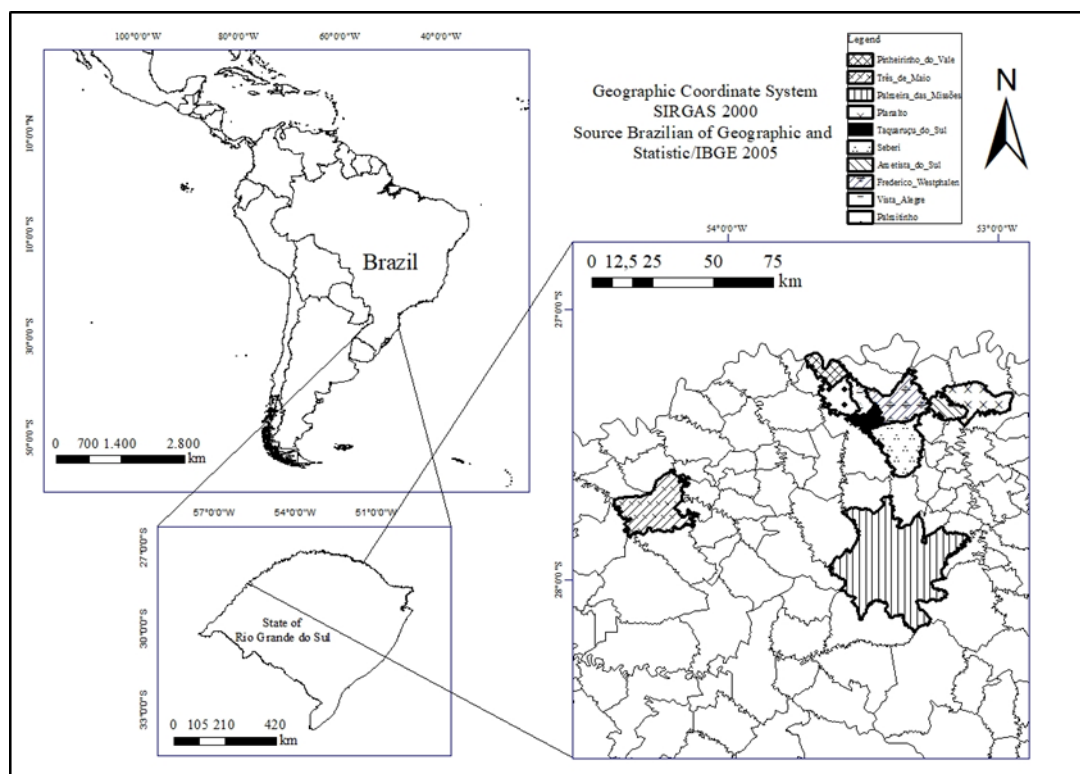 100°0'0"W
80°0'0"W
60°0'0"W
40°0'0"W
10°0'0"N
10°0'0"S
30°0'0"S
50°0'0"S
Brazil
0 700 1.400 2.800
km
Geographic Coordinate System
SIRGAS 2000
Source Brazilian of Geographic and
Statistic/IBGE 2005
Legend
Pinheirinho_do_Vale
Três_de_Maio
Palmeira_das_Missões
Planalto
Taquaruçu_do_Sul
Seberi
Ametista_do_Sul
Frederico_Westphalen
Vista_Alegre
Palmitinho
N
54°0'0"W
53°0'0"W
27°0'0"S
28°0'0"S
0 12,5 25 50 75
km
57°0'0"W
54°0'0"W
51°0'0"W
27°0'0"S
30°0'0"S
33°0'0"S
State of
Rio Grande do Sul
0 105 210 420
km